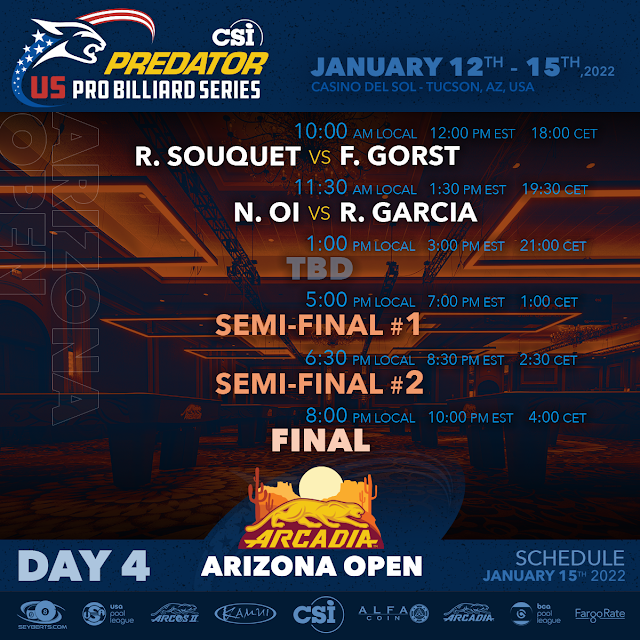 CSI
PREDATOR
US PRO BILLIARD SERIES
JANUARY 12TH - 15TH,2022
CASINO DEL SOL - TUCSON, AZ, USA
AREZONA
OPEN
10:00 AM LOCAL 12:00 PM EST 18:00 CET
R. SOUQUET VS F. GORST
11:30 AM LOCAL 1:30 PM EST 19:30 CET
N. OI VS R. GARCIA
1:00 PM LOCAL 3:00 PM EST 21:00 CET
TBD
5:00 PM LOCAL 7:00 PM EST 1:00 CET
SEMI-FINAL #1
6:30 PM LOCAL 8:30 PM EST 2:30 CET
SEMI-FINAL #2
8:00 PM LOCAL 10:00 PM EST 4:00 CET
FINAL
ARCADIA
ARIZONA OPEN
DAY 4
SCHEDULE
JANUARY 15TH 2022
8
SEYBERTS.COM
usa pool league
ARCOS II
KAMUI
CSI
ALFA COIN
ARCADIA
bca pool league
FargoRate